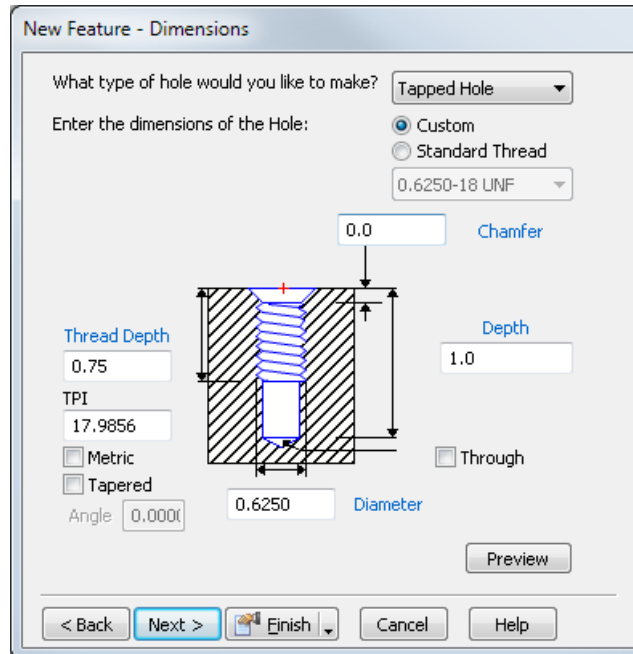 New Feature - Dimensions
What type of hole would you like to make? Tapped Hole
Enter the dimensions of the Hole: Custom
Standard Thread
0.6250-18 UNF
0.0 Chamfer
Thread Depth Depth
0.75 1.0
TPI
17.9856
Metric Through
Tapered
Angle 0.000(
0.6250 Diameter
Preview
< Back Next > Finish Cancel Help